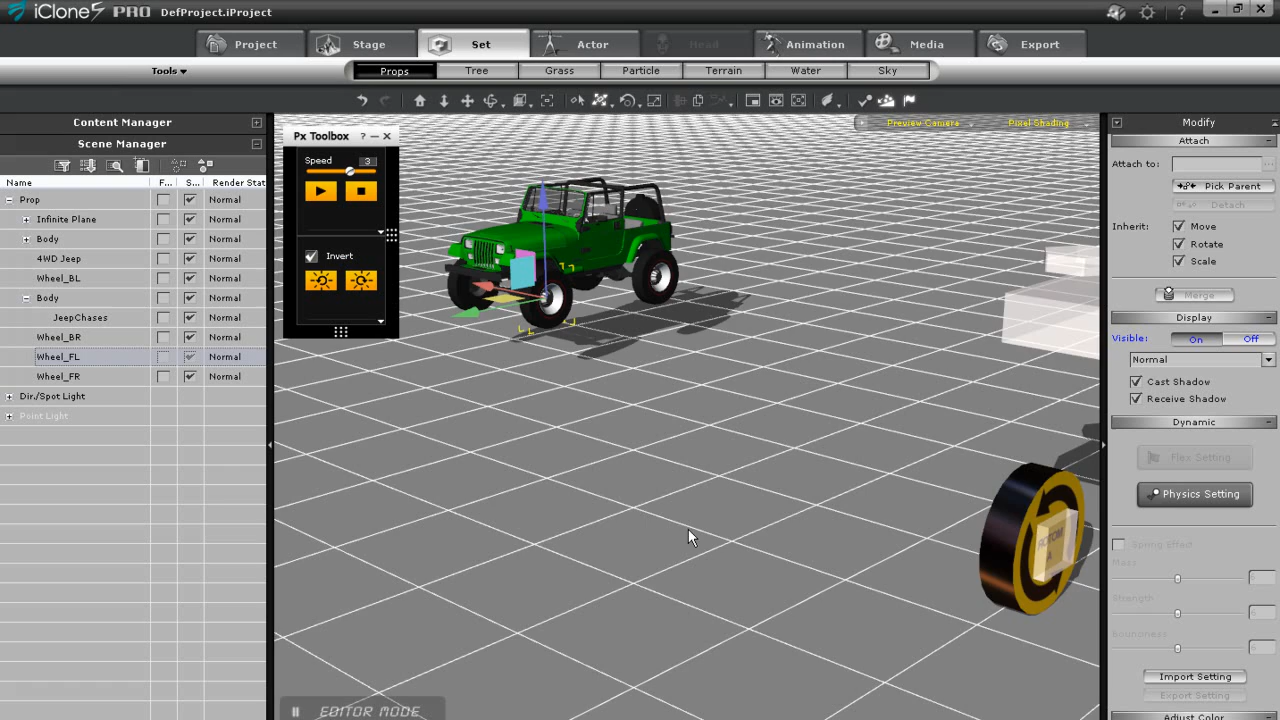 iClone5 PRO DefProject.iProject
?
Project Stage Set Actor Head Animation Media Export
Tools
Props Tree Grass Particle Terrain Water Sky
Content Manager
Scene Manager
Name F... S... Render Stat
Prop Normal
Infinite Plane Normal
Body Normal
4WD Jeep Normal
Wheel_BL Normal
Body Normal
JeepChases Normal
Wheel_BR Normal
Wheel_FL Normal
Wheel_FR Normal
Dir./Spot Light
Point Light
Px Toolbox ?
Speed 3
Invert
Preview Camera Pixel Shading
EDITOR MODE
Modify
Attach
Attach to: ...
Pick Parent
Detach
Inherit: Move
Rotate
Scale
Merge
Display
Visible: On Off
Normal
Cast Shadow
Receive Shadow
Dynamic
Flex Setting
Physics Setting
Spring Effect
Mass
Strength
Bounciness
Import Setting
Export Setting
Adjust Color